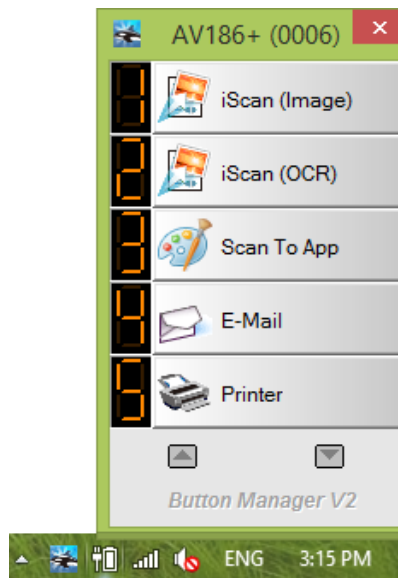 AV186+ (0006)
1 iScan (Image)
2 iScan (OCR)
3 Scan To App
4 E-Mail
5 Printer
Button Manager V2
ENG 3:15 PM